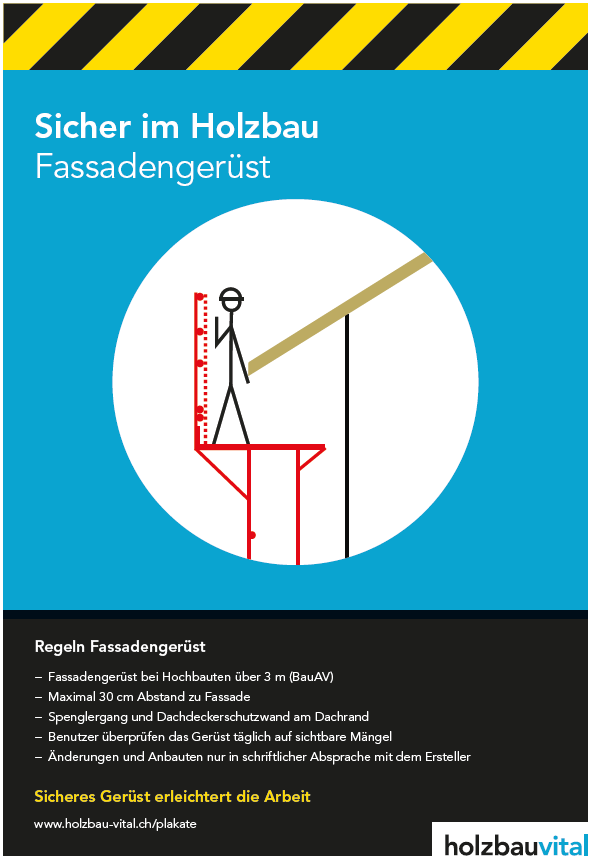 Sicher im Holzbau
Fassadengerüst
Regeln Fassadengerüst
– Fassadengerüst bei Hochbauten über 3 m (BauAV)
– Maximal 30 cm Abstand zu Fassade
– Spenglergang und Dachdeckerschutzwand am Dachrand
– Benutzer überprüfen das Gerüst täglich auf sichtbare Mängel
– Änderungen und Anbauten nur in schriftlicher Absprache mit dem Ersteller
Sicheres Gerüst erleichtert die Arbeit
www.holzbau-vital.ch/plakate
holzbauvital